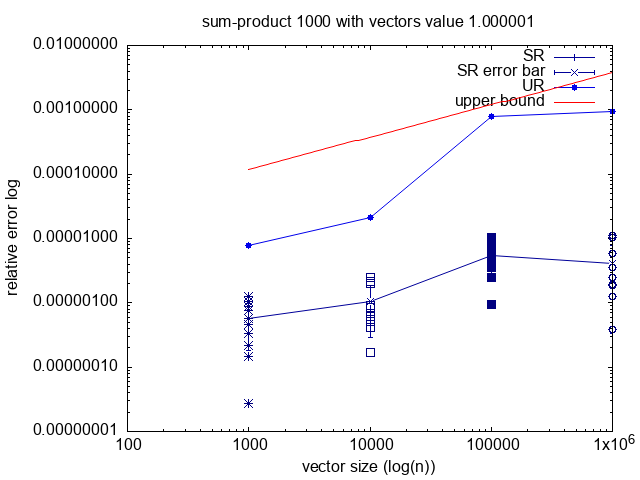 sum-product 1000 with vectors value 1.000001
0.01000000
0.00100000
0.00010000
0.00001000
0.00000100
0.00000010
0.00000001
relative error log
SR
SR error bar
UR
upper bound
100
1000
10000
100000
1x10⁶
vector size (log(n))